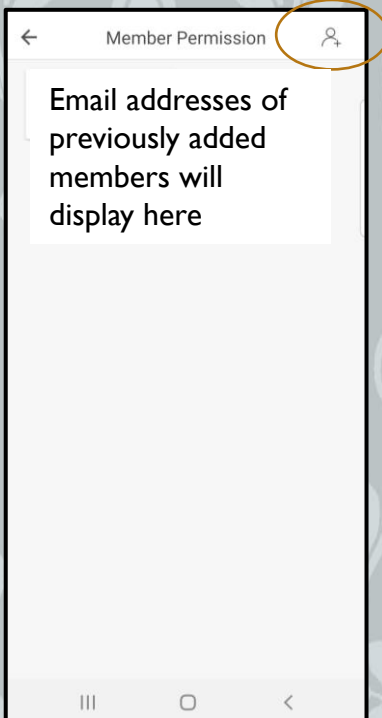 Member Permission
Email addresses of
previously added
members will
display here